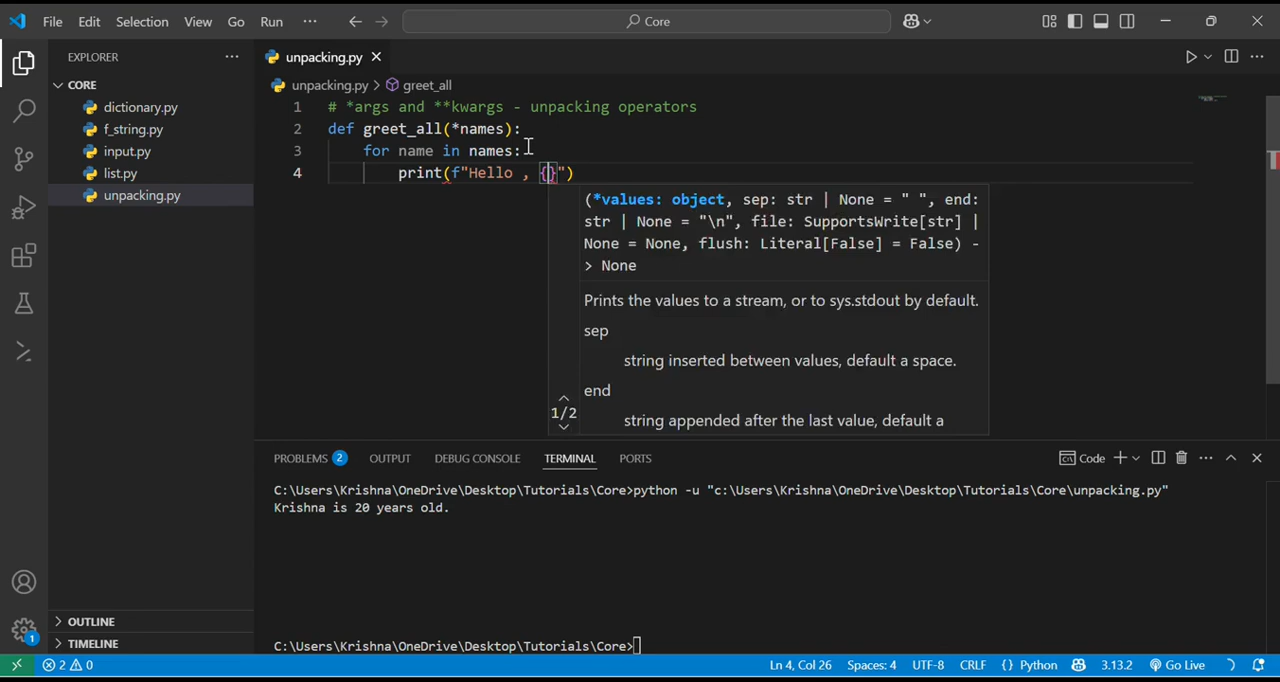 File Edit Selection View Go Run ··· Core
EXPLORER ···
unpacking.py
CORE
unpacking.py > greet_all
dictionary.py
f_string.py
input.py
list.py
unpacking.py
1 # *args and **kwargs - unpacking operators
2 def greet_all(*names):
3 for name in names:
4 print(f"Hello , {}")
(*values: object, sep: str | None = " ", end:
str | None = "\n", file: SupportsWrite[str] |
None = None, flush: Literal[False] = False) -
> None
Prints the values to a stream, or to sys.stdout by default.
sep
string inserted between values, default a space.
end
1/2
string appended after the last value, default a
PROBLEMS 2 OUTPUT DEBUG CONSOLE TERMINAL PORTS Code
C:\Users\Krishna\OneDrive\Desktop\Tutorials\Core>python -u "c:\Users\Krishna\OneDrive\Desktop\Tutorials\Core\unpacking.py"
Krishna is 20 years old.
C:\Users\Krishna\OneDrive\Desktop\Tutorials\Core>
OUTLINE
TIMELINE
1
2 0 Ln 4, Col 26 Spaces: 4 UTF-8 CRLF {} Python 3.13.2 Go Live